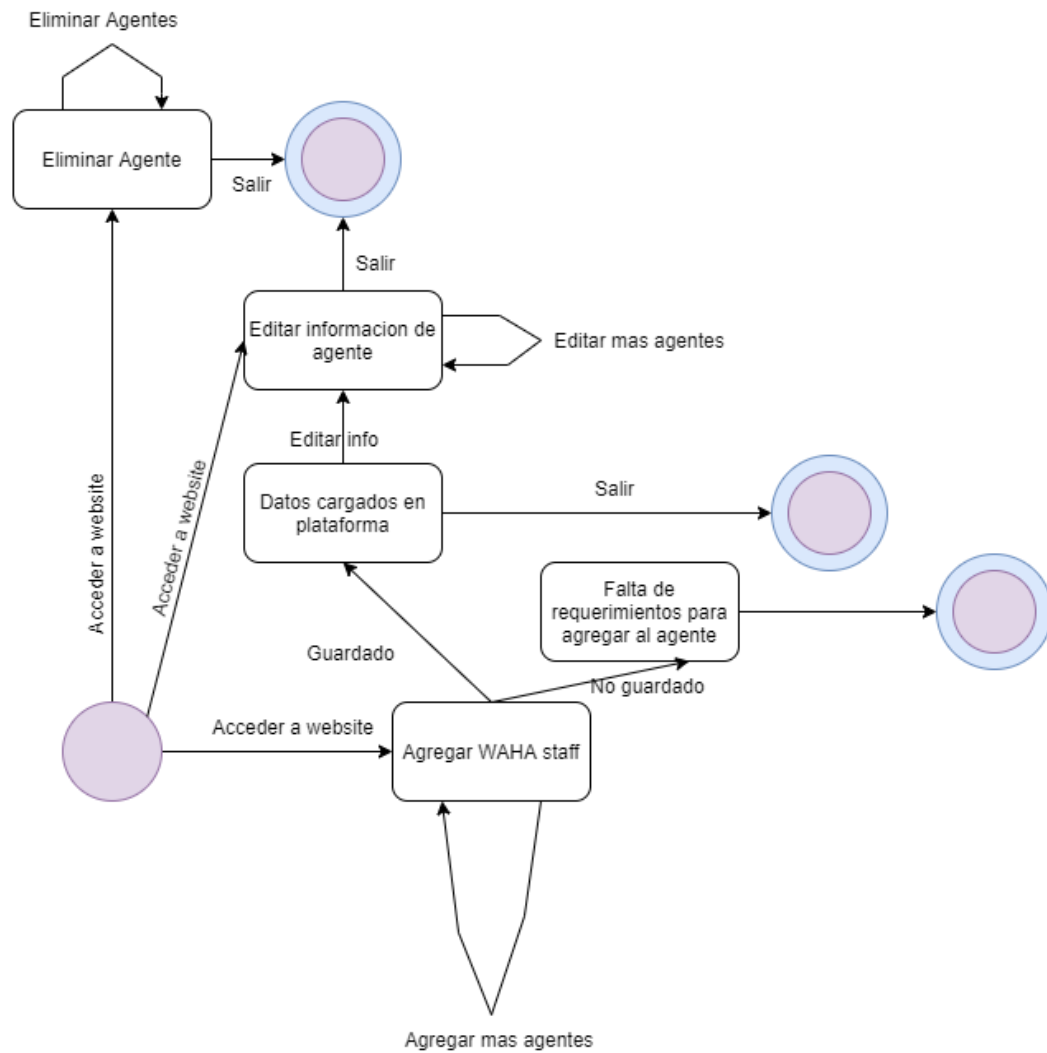 Eliminar Agentes
Eliminar Agente
Salir
Salir
Editar informacion de
agente
Editar mas agentes
Editar info
Acceder a website
Acceder a website
Datos cargados en
plataforma
Salir
Falta de
requerimientos para
agregar al agente
Guardado
No guardado
Acceder a website
Agregar WAHA staff
Agregar mas agentes